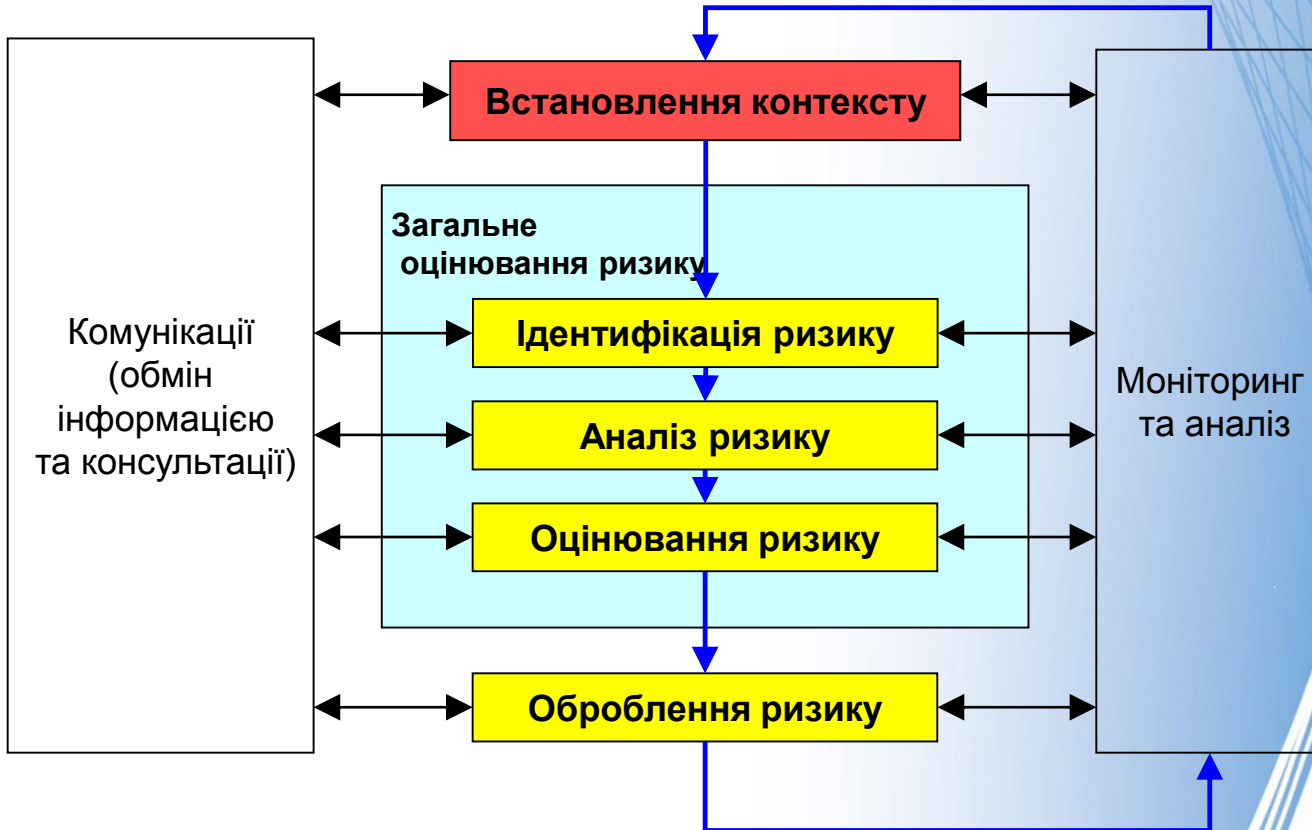 Встановлення контексту
Загальне
оцінювання ризику
Ідентифікація ризику
Аналіз ризику
Оцінювання ризику
Оброблення ризику
Комунікації
(обмін
інформацією
та консультації)
Моніторинг
та аналіз